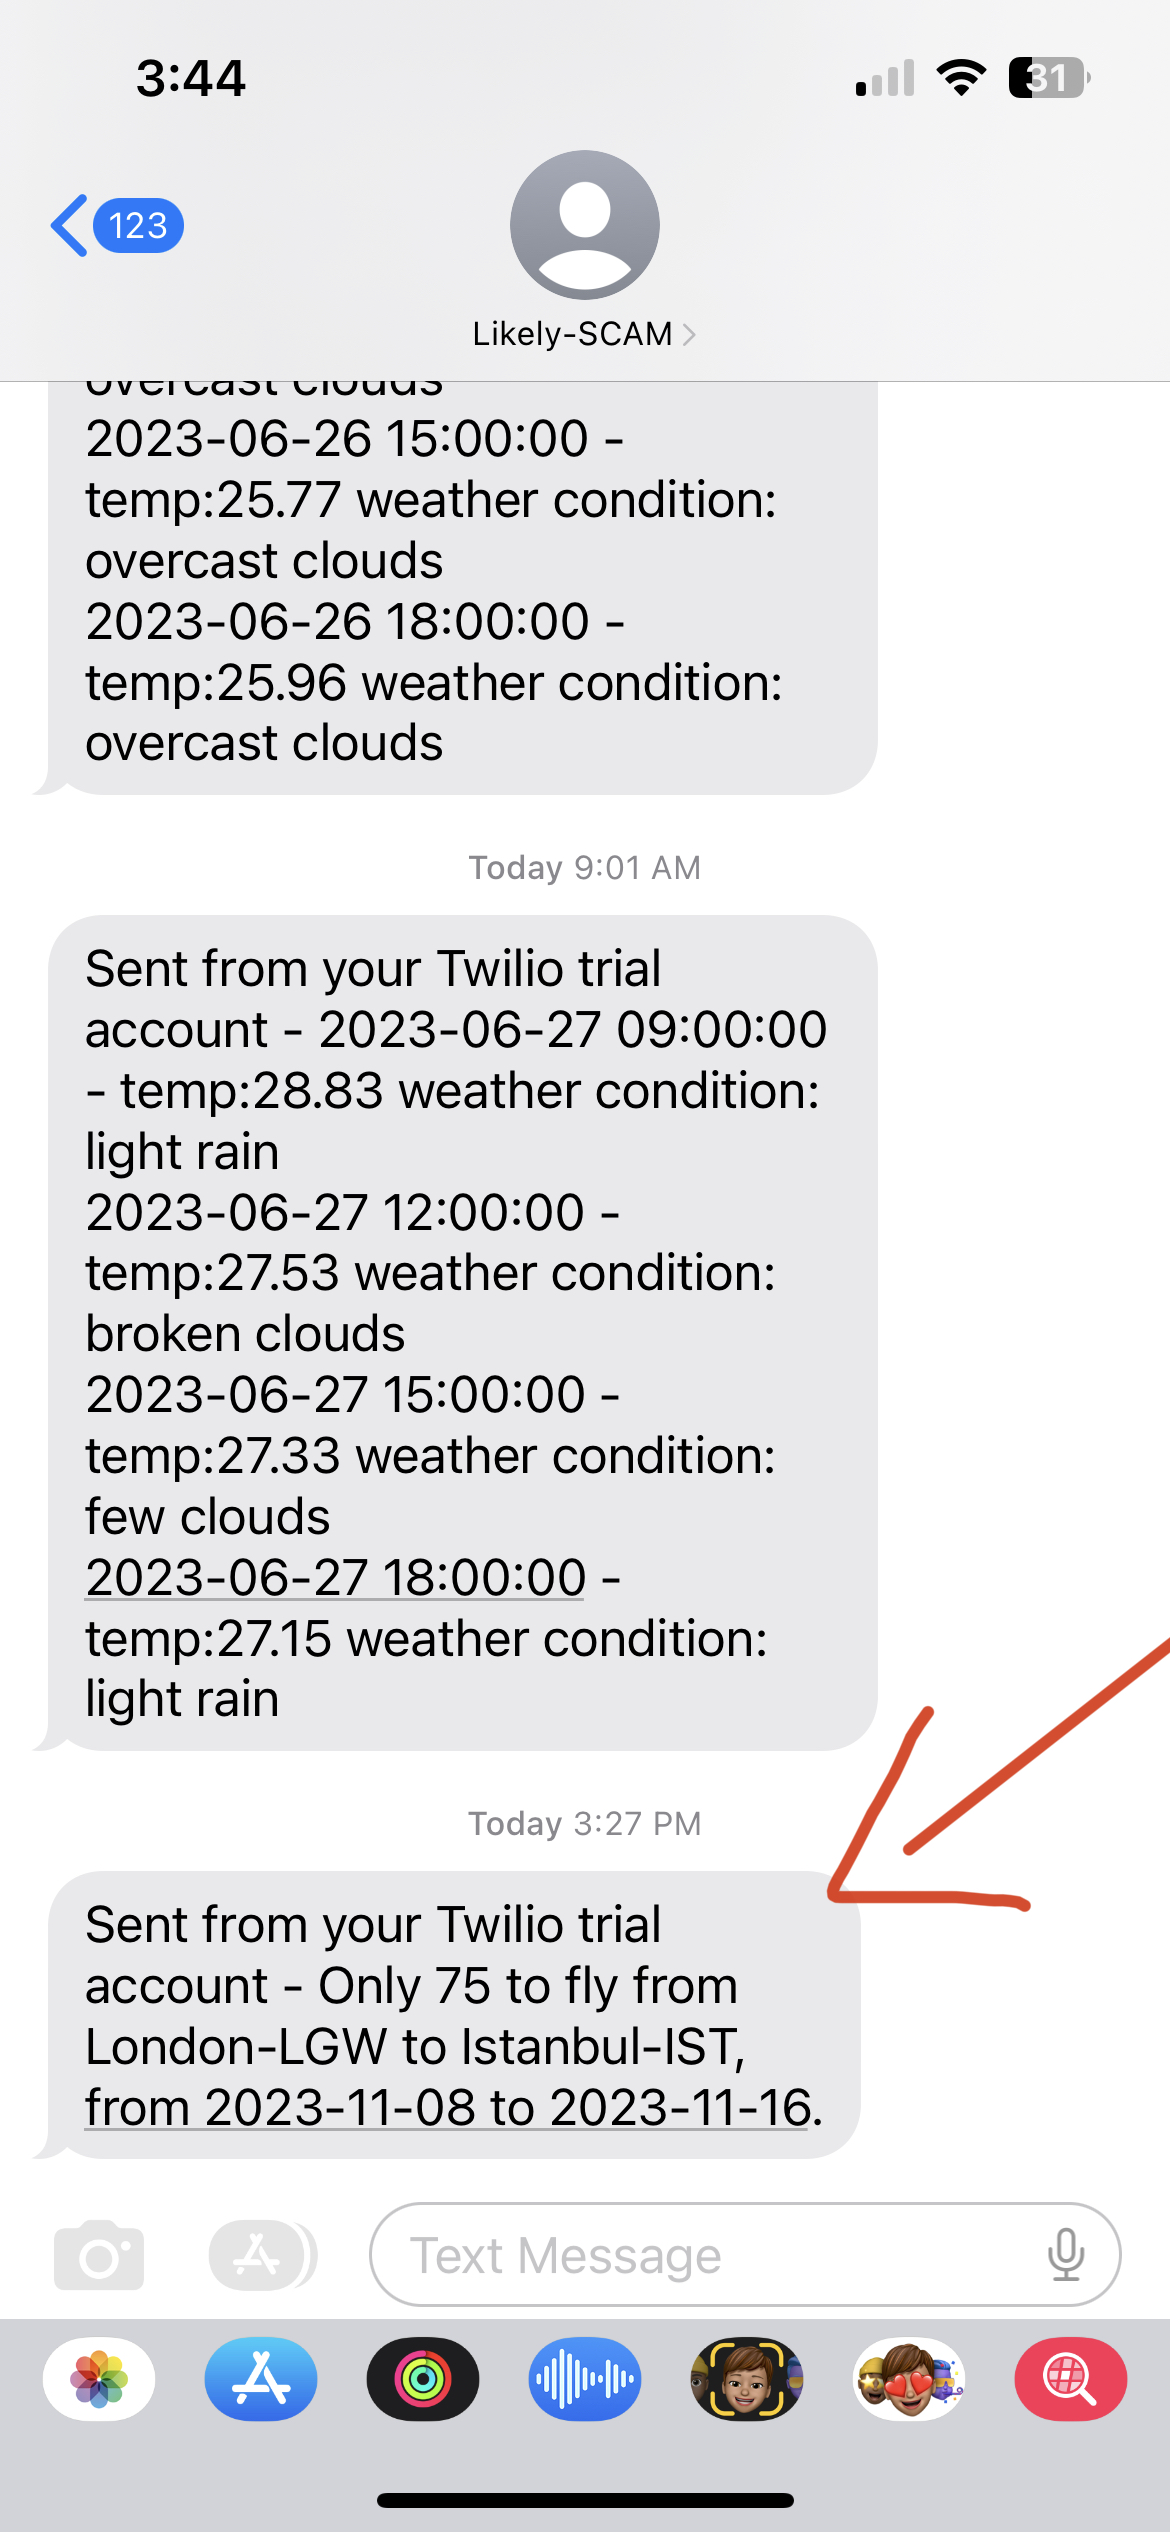 3:44
31
123
Likely-SCAM
overcast clouds
2023-06-26 15:00:00 -
temp:25.77 weather condition:
overcast clouds
2023-06-26 18:00:00 -
temp:25.96 weather condition:
overcast clouds
Today 9:01 AM
Sent from your Twilio trial
account - 2023-06-27 09:00:00
- temp:28.83 weather condition:
light rain
2023-06-27 12:00:00 -
temp:27.53 weather condition:
broken clouds
2023-06-27 15:00:00 -
temp:27.33 weather condition:
few clouds
2023-06-27 18:00:00 -
temp:27.15 weather condition:
light rain
Today 3:27 PM
Sent from your Twilio trial
account - Only 75 to fly from
London-LGW to Istanbul-IST,
from 2023-11-08 to 2023-11-16.
Text Message